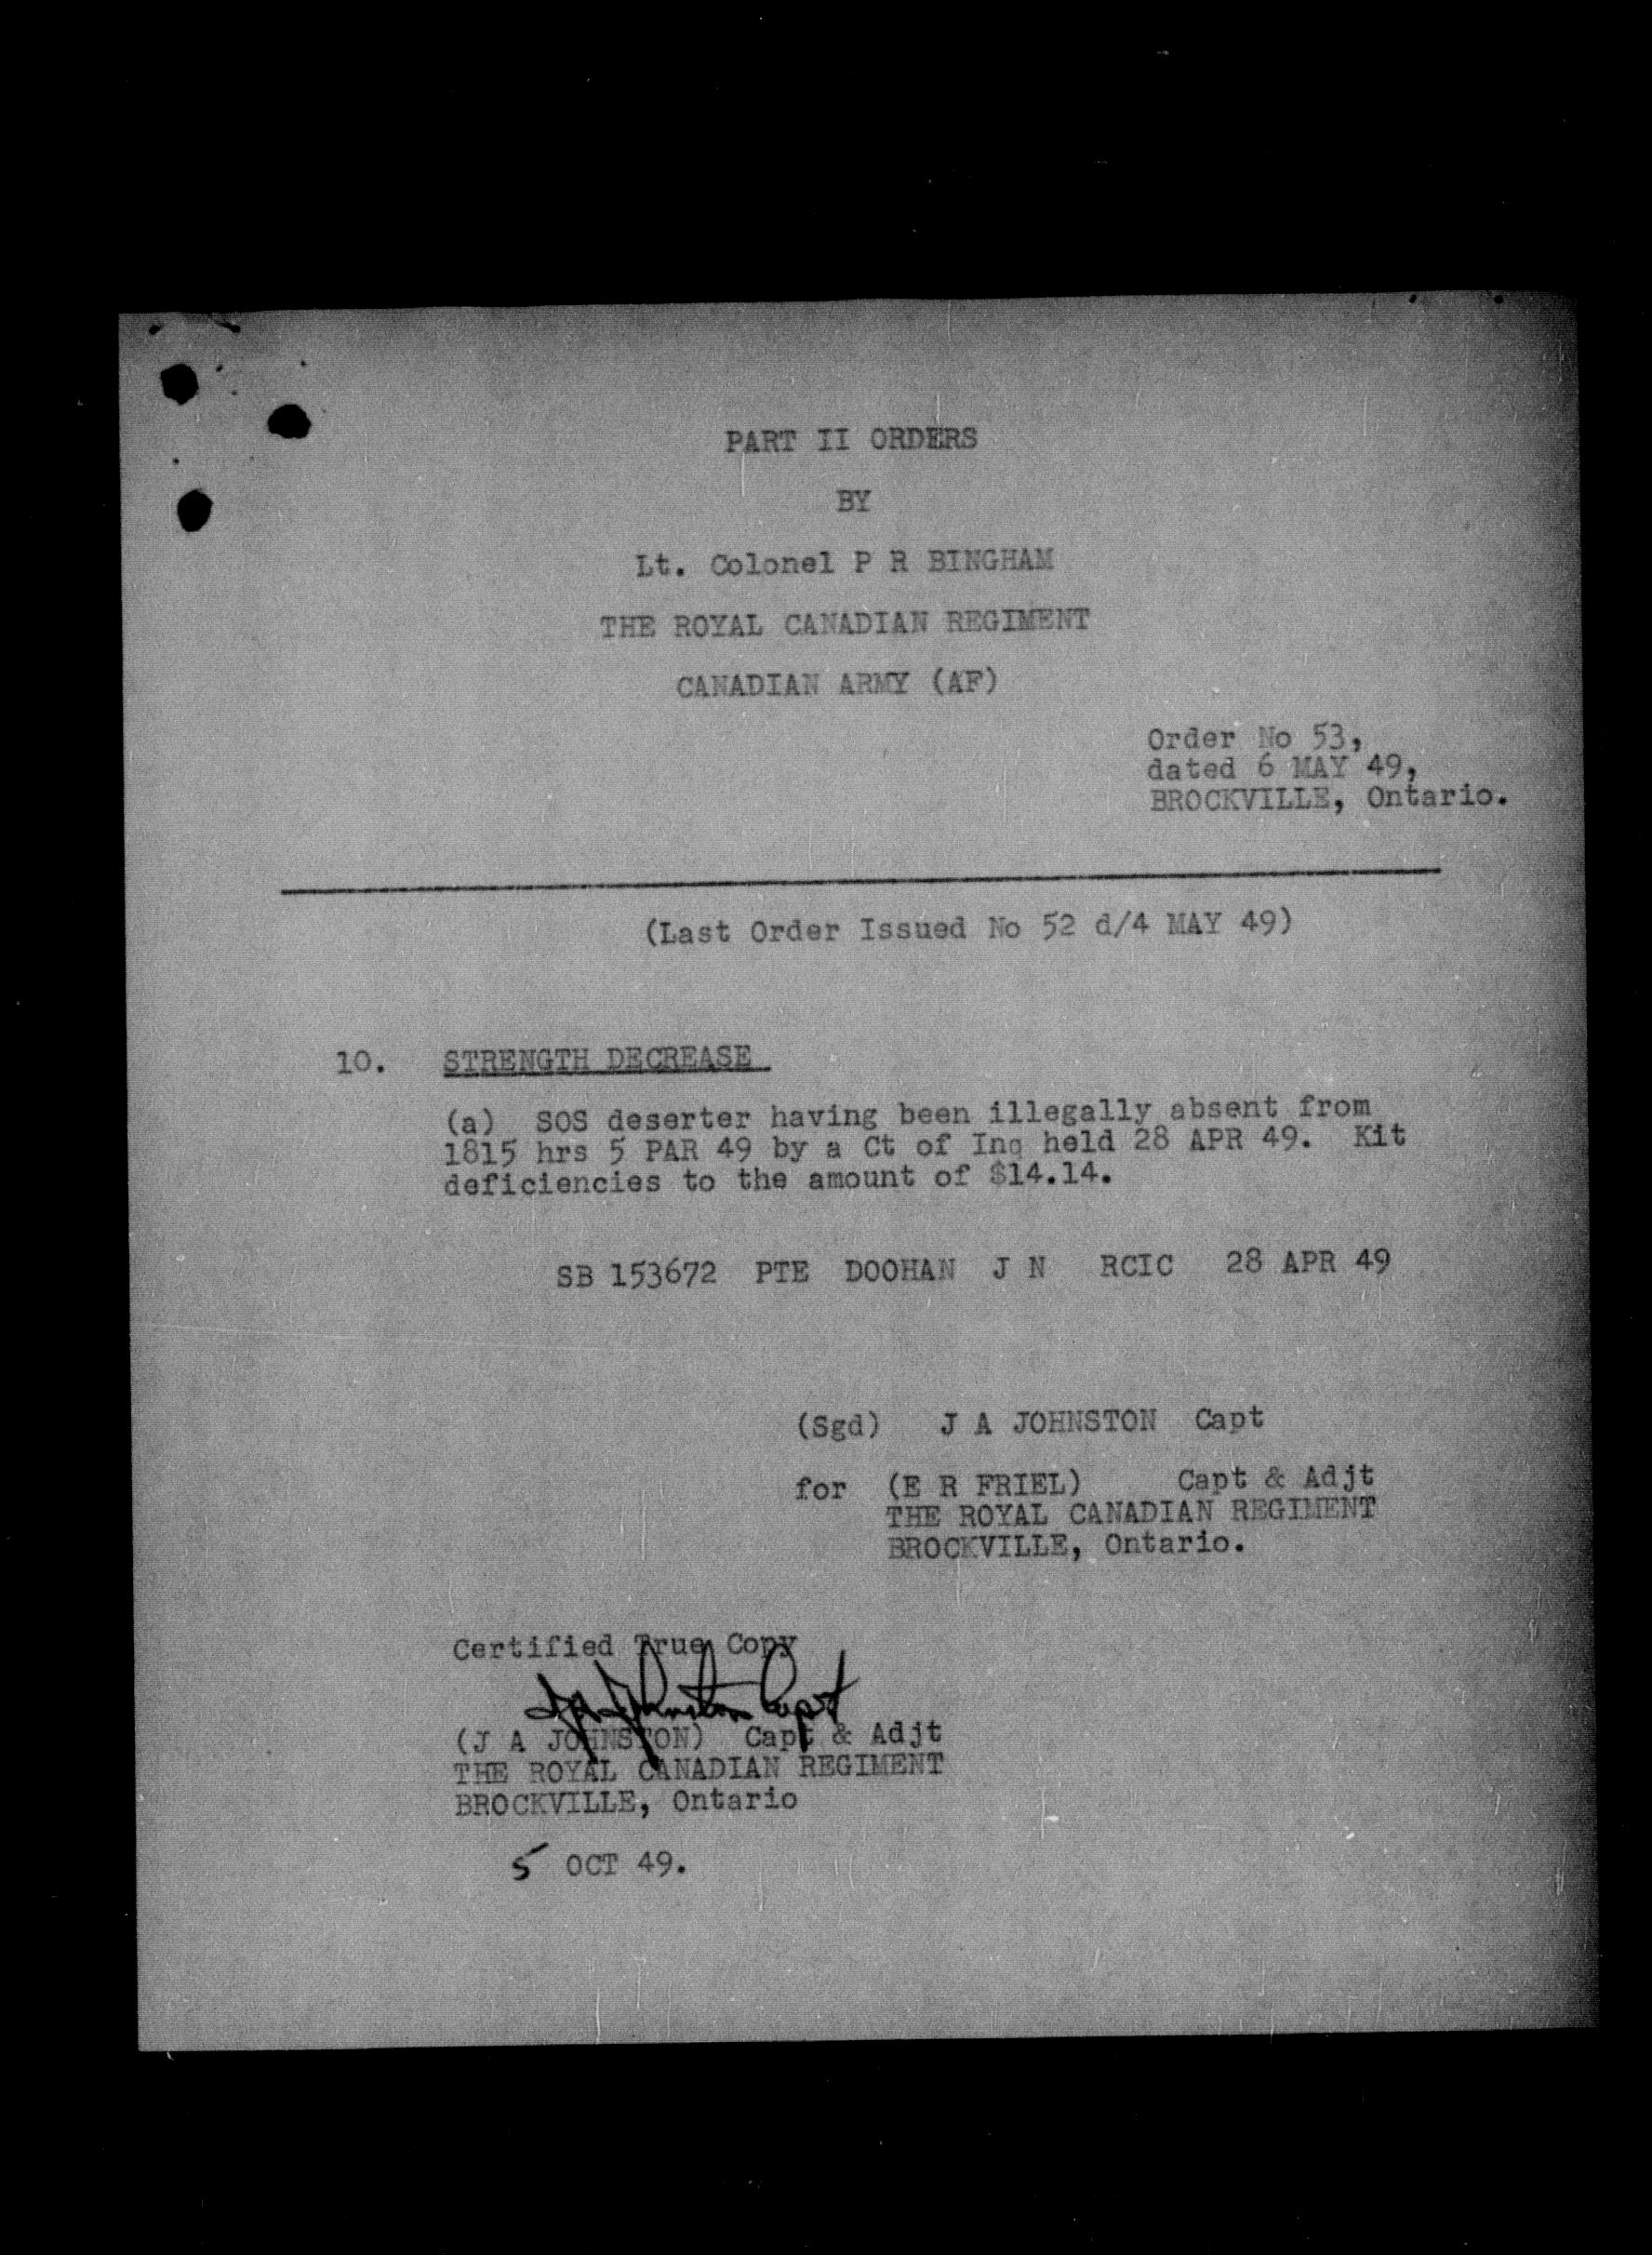 PART II ORDERS
BY
Lt. Colonel P R BINGHAM
THE ROYAL CANADIAN REGIMENT
CANADIAN ARMY (AF)
Order No 53,
dated 6 MAY 49,
BROCKVILLE, Ontario.
(Last Order Issued No 52 d/4 MAY 49)
10. STRENGTH DECREASE
(a) SOS deserter having been illegally absent from
1815 hrs 5 PAR 49 by a Ct of Inq held 28 APR 49. Kit
deficiencies to the amount of $14.14.
SB 153672 PTE DOOHAN J N RCIC 28 APR 49
(Sgd) J A JOHNSTON Capt
for (E R FRIEL) Capt & Adjt
THE ROYAL CANADIAN REGIMENT
BROCKVILLE, Ontario.
Certified True Copy
JA Johnston Capt
(J A JOHNSTON) Capt & Adjt
THE ROYAL CANADIAN REGIMENT
BROCKVILLE, Ontario
5 OCT 49.